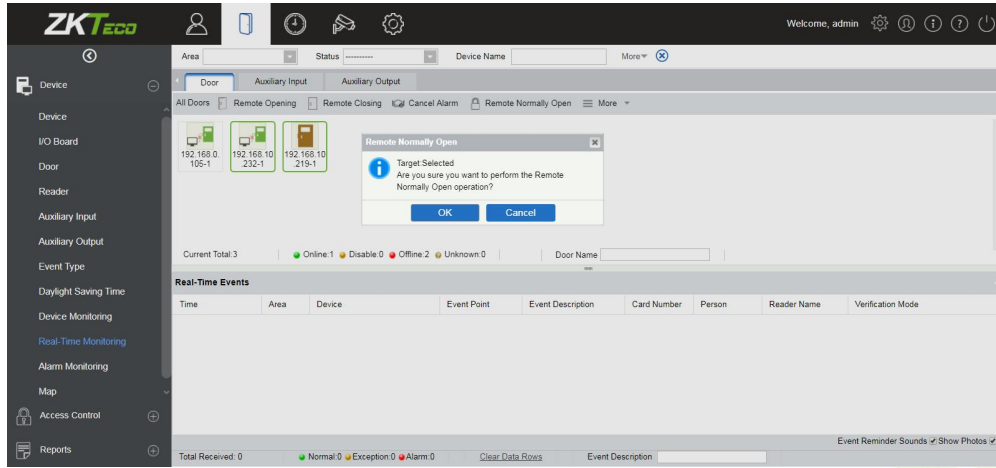 ZKTeco
Welcome, admin
Area Status ---------- Device Name More
Device
Door Auxiliary Input Auxiliary Output
All Doors Remote Opening Remote Closing Cancel Alarm Remote Normally Open More
Device
I/O Board
Door
Reader
Auxiliary Input
Auxiliary Output
Event Type
Daylight Saving Time
Device Monitoring
Real-Time Monitoring
Alarm Monitoring
Map
Access Control
Reports
192.168.0.
105-1
192.168.10
.232-1
192.168.10
.219-1
Remote Normally Open
Target:Selected
Are you sure you want to perform the Remote
Normally Open operation?
OK Cancel
Current Total:3 Online:1 Disable:0 Offline:2 Unknown:0 Door Name
Real-Time Events
Time Area Device Event Point Event Description Card Number Person Reader Name Verification Mode
Event Reminder Sounds Show Photos
Total Received: 0 Normal:0 Exception:0 Alarm:0 Clear Data Rows Event Description